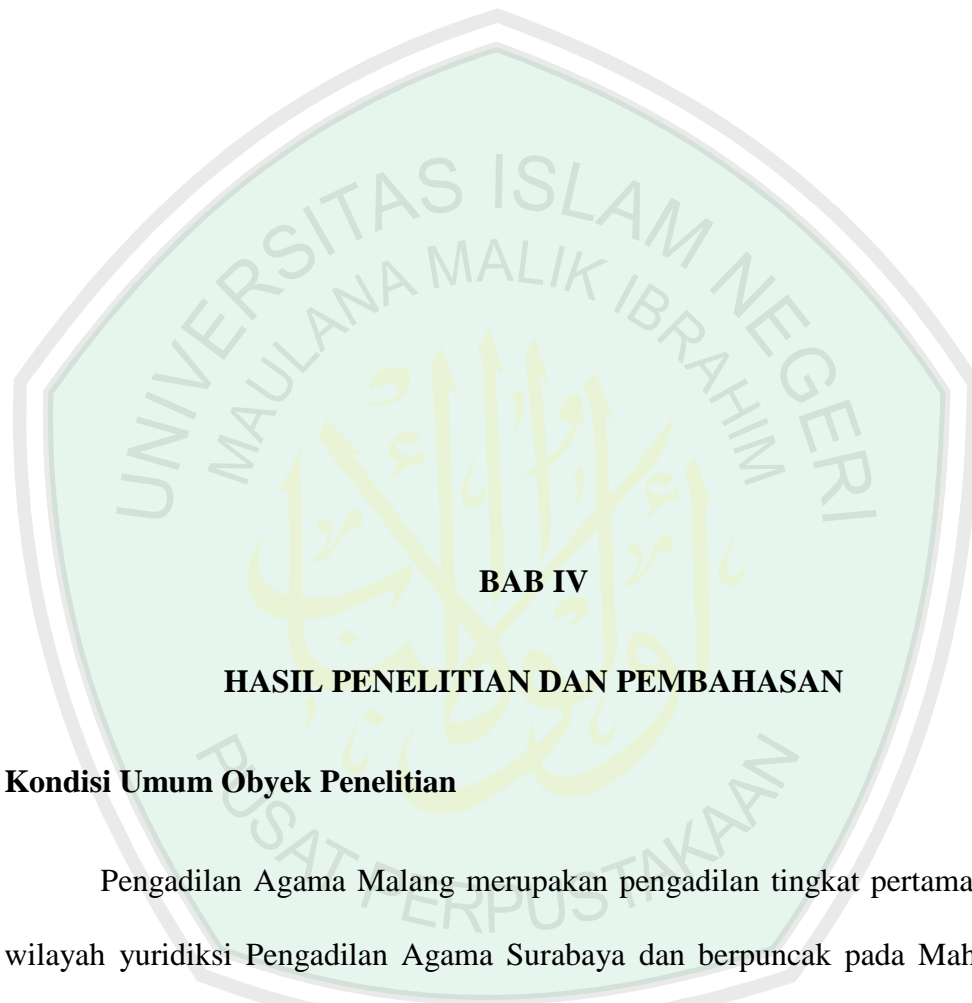 UNIVERSITAS ISLAM NEGERI
MAULANA MALIK IBRAHIM
BAB IV
HASIL PENELITIAN DAN PEMBAHASAN
Kondisi Umum Obyek Penelitian
Pengadilan Agama Malang merupakan pengadilan tingkat pertama
wilayah yuridiksi Pengadilan Agama Surabaya dan berpuncak pada
PUSAT PERPUSTAKAAN